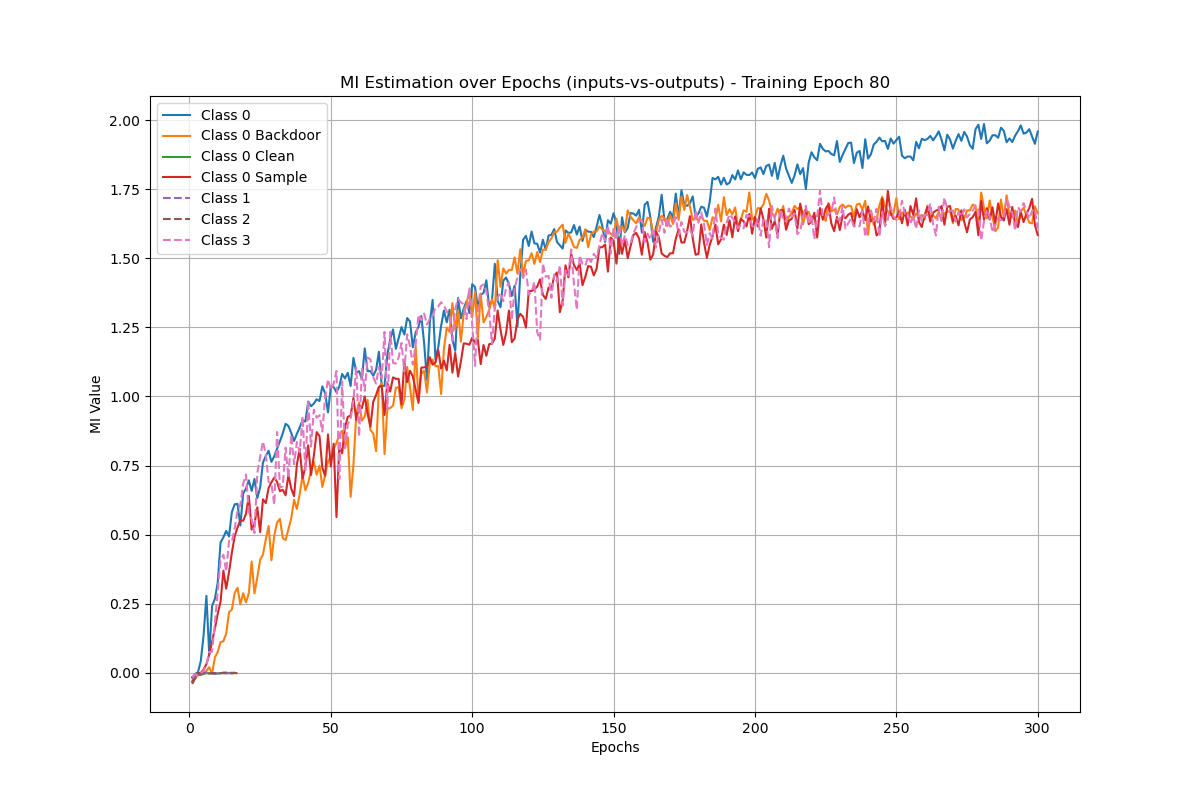 MI Estimation over Epochs (inputs-vs-outputs) - Training Epoch 80
Class 0
Class 0 Backdoor
Class 0 Clean
Class 0 Sample
Class 1
Class 2
Class 3
2.00
1.75
1.50
1.25
1.00
0.75
0.50
0.25
0.00
MI Value
0 50 100 150 200 250 300
Epochs